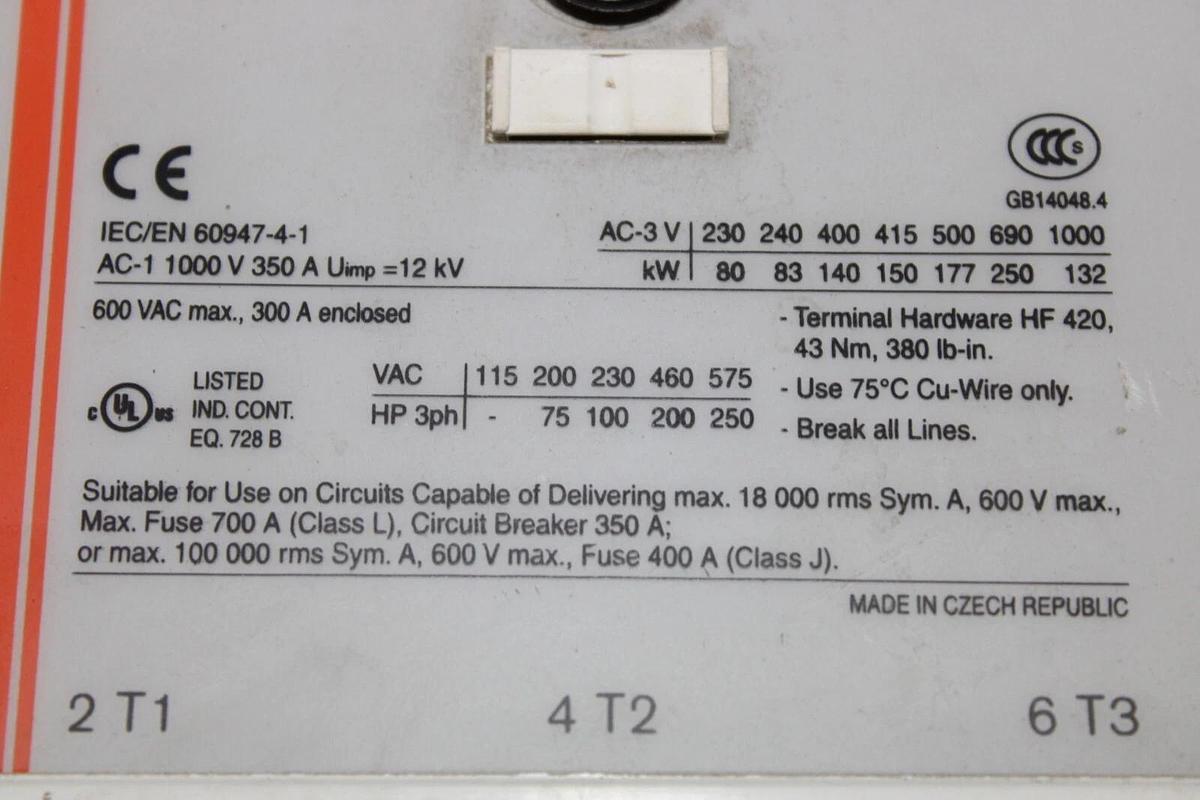 CE
CCC S
GB14048.4
IEC/EN 60947-4-1
AC-1 1000 V 350 A Uimp =12 kV
AC-3 V 230 240 400 415 500 690 1000
kW 80 83 140 150 177 250 132
600 VAC max., 300 A enclosed
c UL us
LISTED
IND. CONT.
EQ. 728 B
VAC 115 200 230 460 575
HP 3ph - 75 100 200 250
- Terminal Hardware HF 420,
43 Nm, 380 lb-in.
- Use 75°C Cu-Wire only.
- Break all Lines.
Suitable for Use on Circuits Capable of Delivering max. 18 000 rms Sym. A, 600 V max.,
Max. Fuse 700 A (Class L), Circuit Breaker 350 A;
or max. 100 000 rms Sym. A, 600 V max., Fuse 400 A (Class J).
MADE IN CZECH REPUBLIC
2 T1 4 T2 6 T3